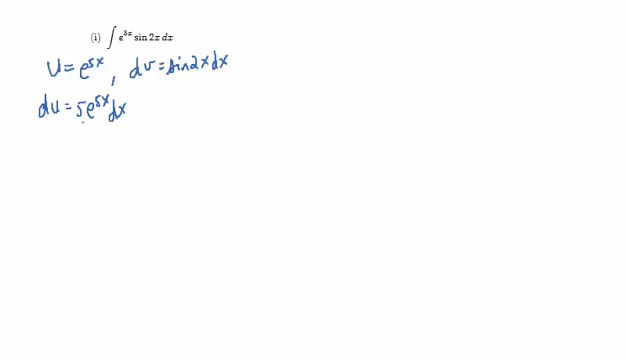 (i) ∫ e^{5x} sin 2x dx
u = e^{5x}, dv = sin2x dx
du = 5e^{5x} dx